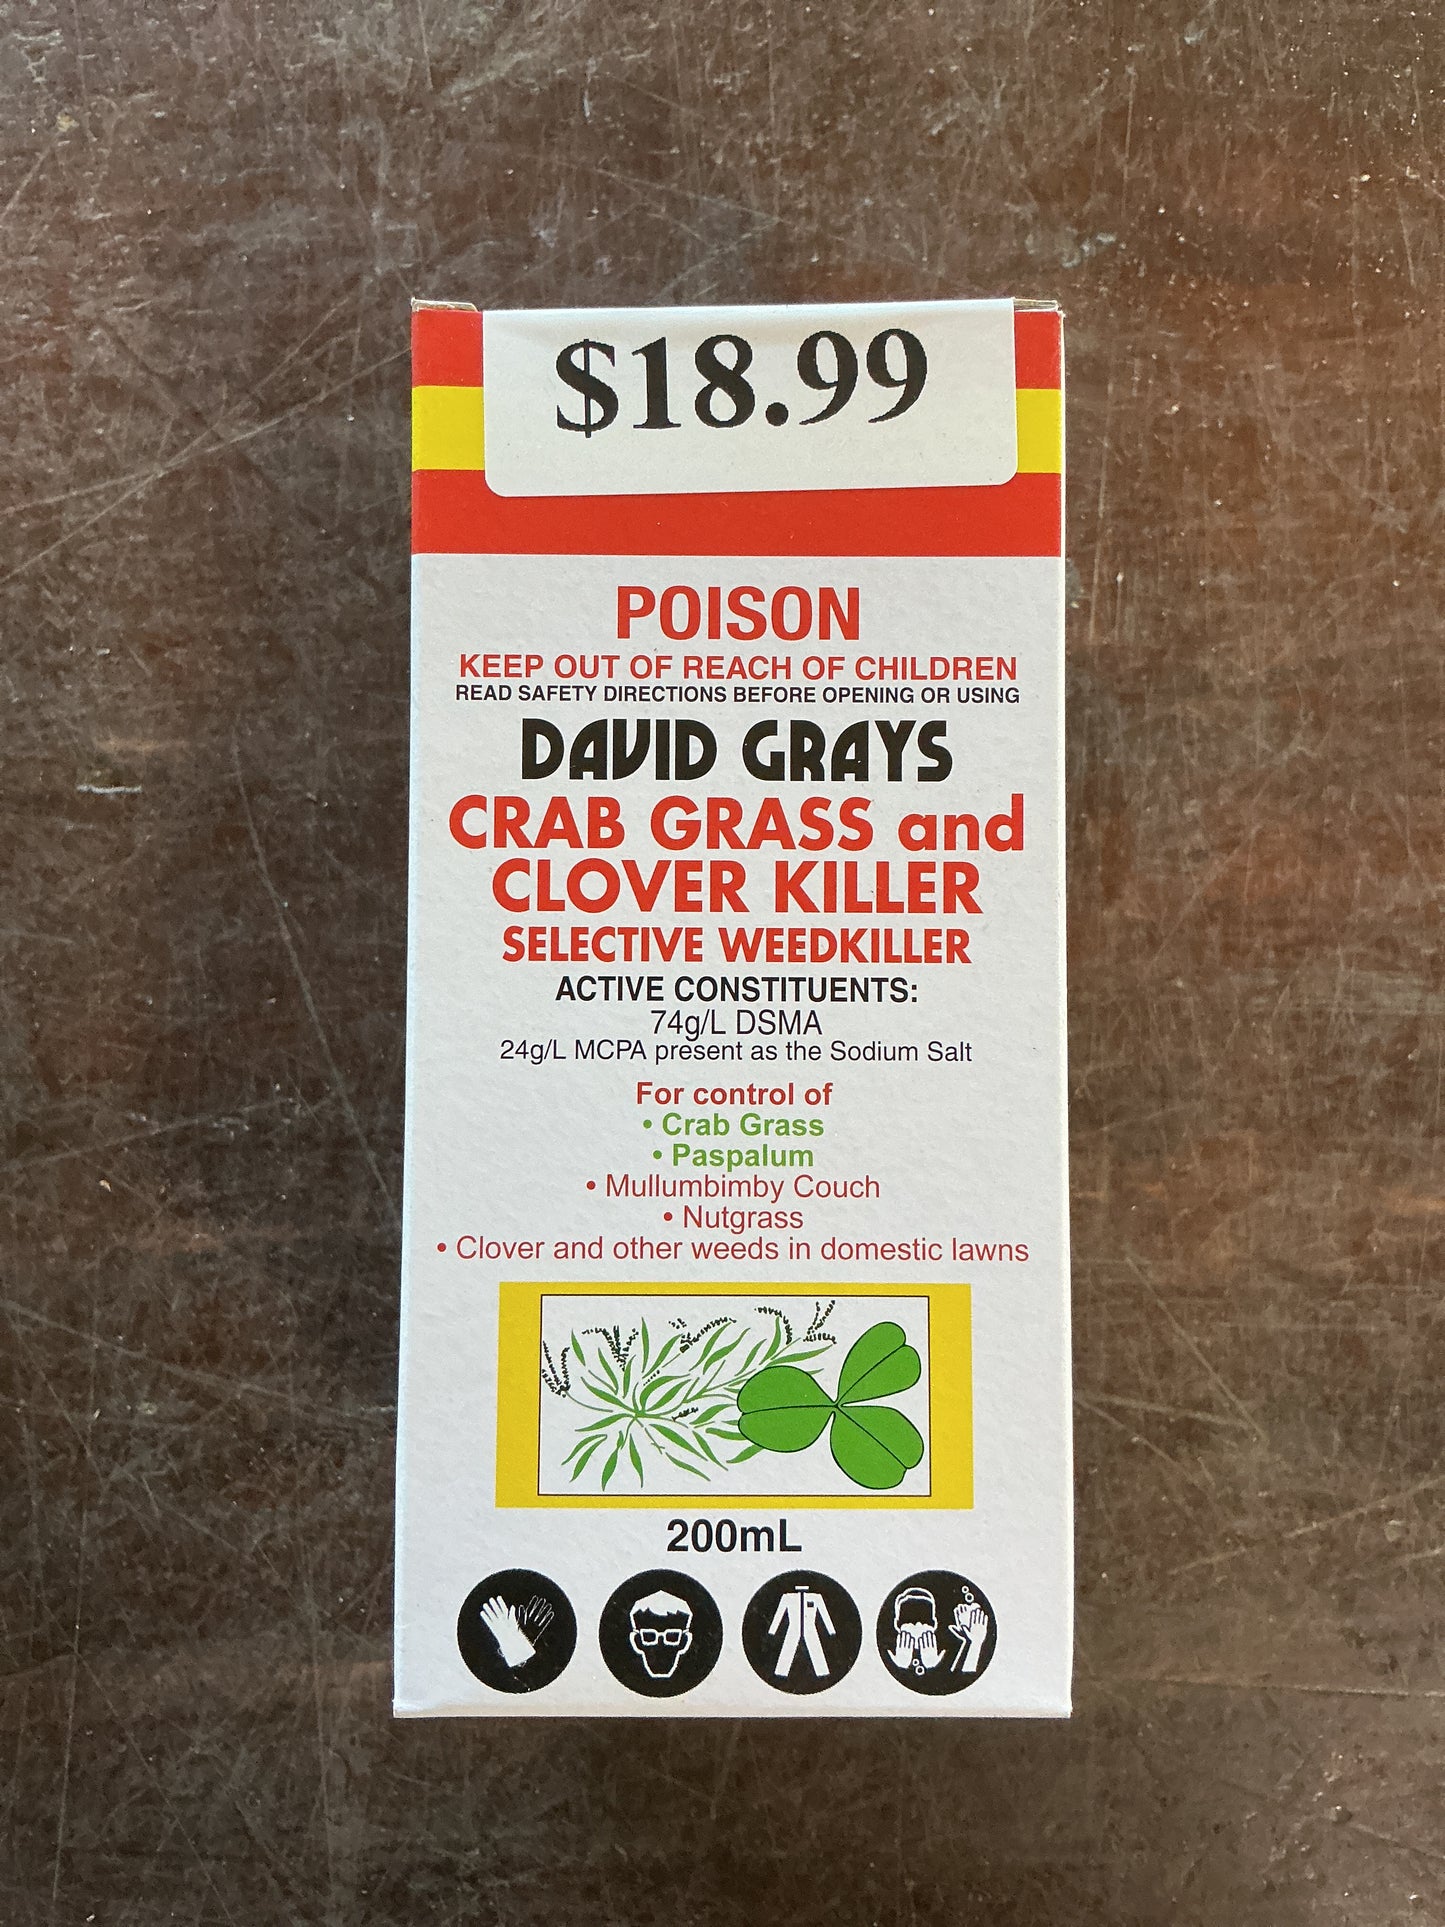 $18.99
POISON
KEEP OUT OF REACH OF CHILDREN
READ SAFETY DIRECTIONS BEFORE OPENING OR USING
DAVID GRAYS
CRAB GRASS and
CLOVER KILLER
SELECTIVE WEEDKILLER
ACTIVE CONSTITUENTS:
74g/L DSMA
24g/L MCPA present as the Sodium Salt
For control of
• Crab Grass
• Paspalum
• Mullumbimby Couch
• Nutgrass
• Clover and other weeds in domestic lawns
200mL